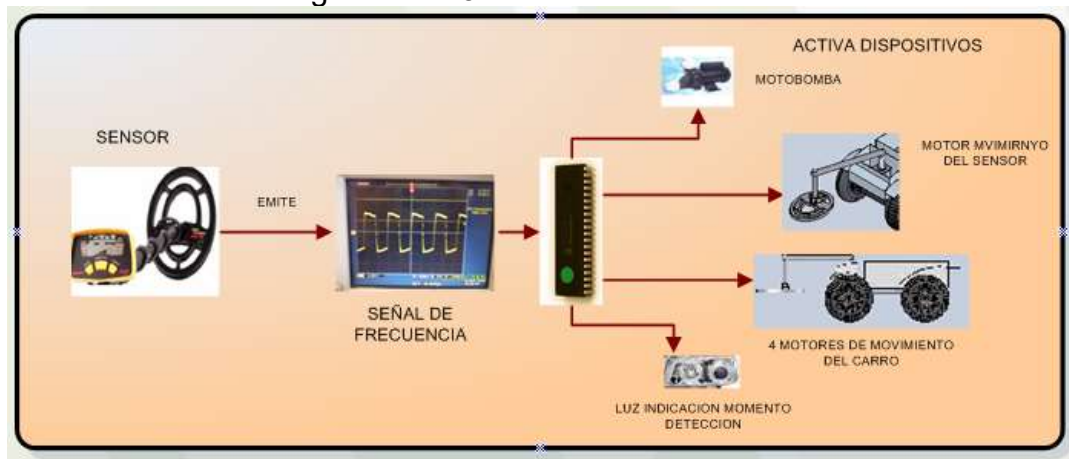 ACTIVA DISPOSITIVOS
MOTOBOMBA
SENSOR
MOTOR MVIMIRNYO
DEL SENSOR
EMITE
SEÑAL DE
FRECUENCIA
4 MOTORES DE MOVIMIENTO
DEL CARRO
LUZ INDICACION MOMENTO
DETECCION